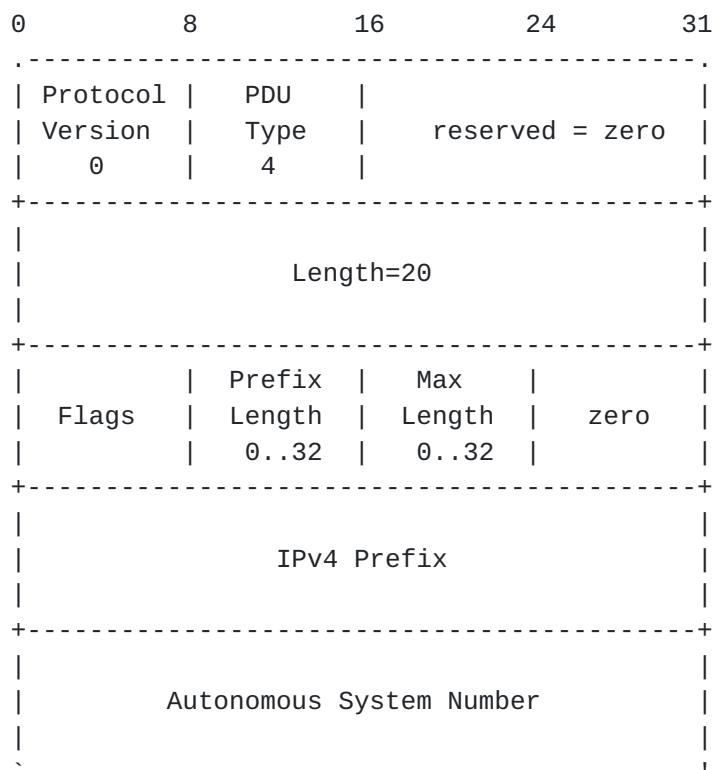 0 8 16 24 31
.-------------------------------------------.
| Protocol | PDU | |
| Version | Type | reserved = zero |
| 0 | 4 | |
+-------------------------------------------+
| |
| Length=20 |
| |
+-------------------------------------------+
| | Prefix | Max | |
| Flags | Length | Length | zero |
| | 0..32 | 0..32 | |
+-------------------------------------------+
| |
| IPv4 Prefix |
| |
+-------------------------------------------+
| |
| Autonomous System Number |
| |
`-------------------------------------------'